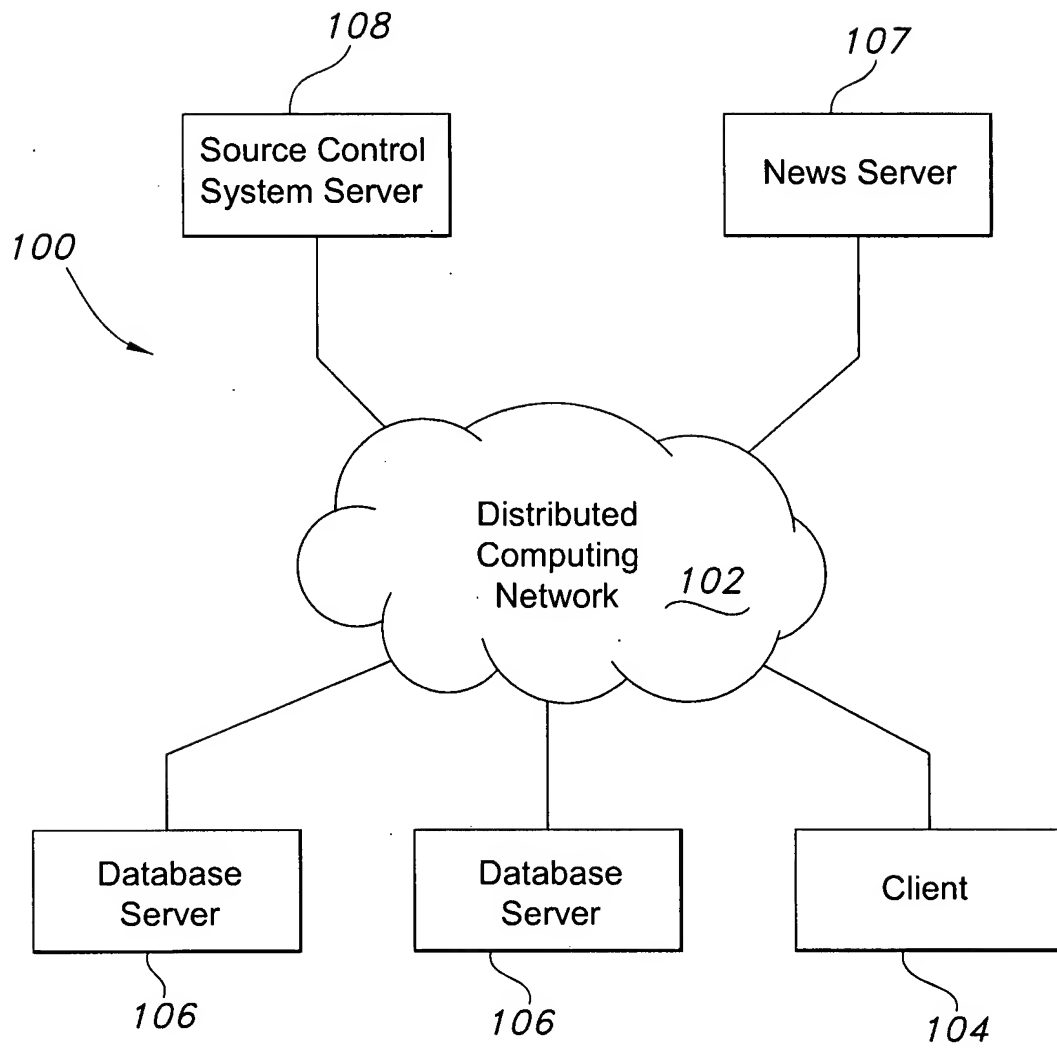 108
107
Source Control
System Server
News Server
100
Distributed
Computing
Network
102
Database
Server
Database
Server
Client
106
106
104